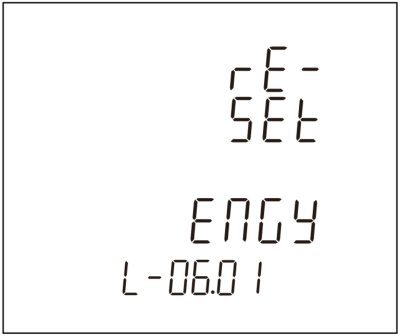 rE-
SEt
ENGY
L-06.01